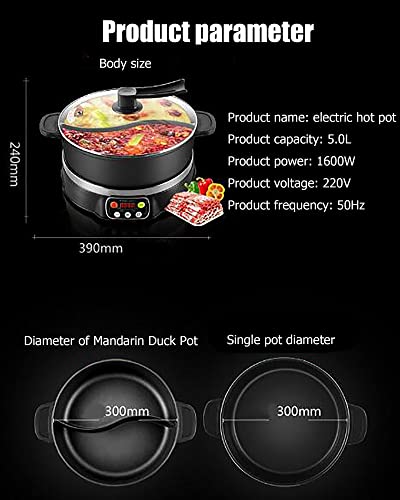 Product parameter
Body size
Product name: electric hot pot
Product capacity: 5.0L
Product power: 1600W
Product voltage: 220V
Product frequency: 50Hz
240mm
390mm
Diameter of Mandarin Duck Pot
Single pot diameter
300mm
300mm